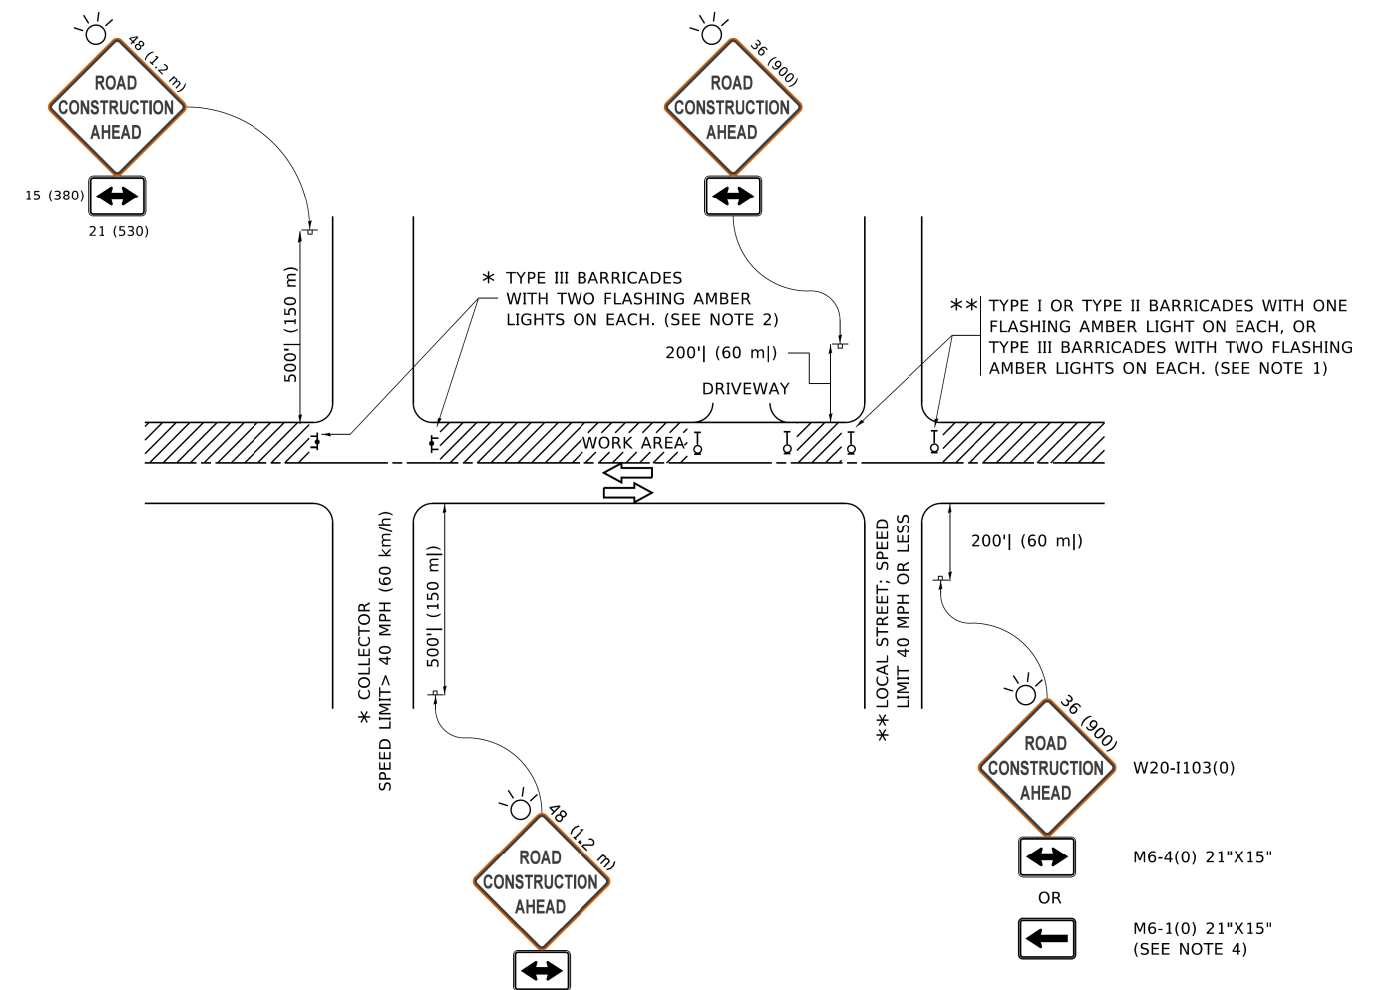 48 (1.2 m)
ROAD
CONSTRUCTION
AHEAD
15 (380)
21 (530)
36 (900)
ROAD
CONSTRUCTION
AHEAD
500'| (150 m)
* TYPE III BARRICADES
WITH TWO FLASHING AMBER
LIGHTS ON EACH. (SEE NOTE 2)
200'| (60 m|)
DRIVEWAY
** TYPE I OR TYPE II BARRICADES WITH ONE
FLASHING AMBER LIGHT ON EACH, OR
TYPE III BARRICADES WITH TWO FLASHING
AMBER LIGHTS ON EACH. (SEE NOTE 1)
WORK AREA
* COLLECTOR
SPEED LIMIT> 40 MPH (60 km/h)
500'| (150 m|)
** LOCAL STREET; SPEED
LIMIT 40 MPH OR LESS
200'| (60 m|)
48 (1.2 m)
ROAD
CONSTRUCTION
AHEAD
36 (900)
ROAD
CONSTRUCTION
AHEAD
W20-I103(0)
M6-4(0) 21"X15"
OR
M6-1(0) 21"X15"
(SEE NOTE 4)